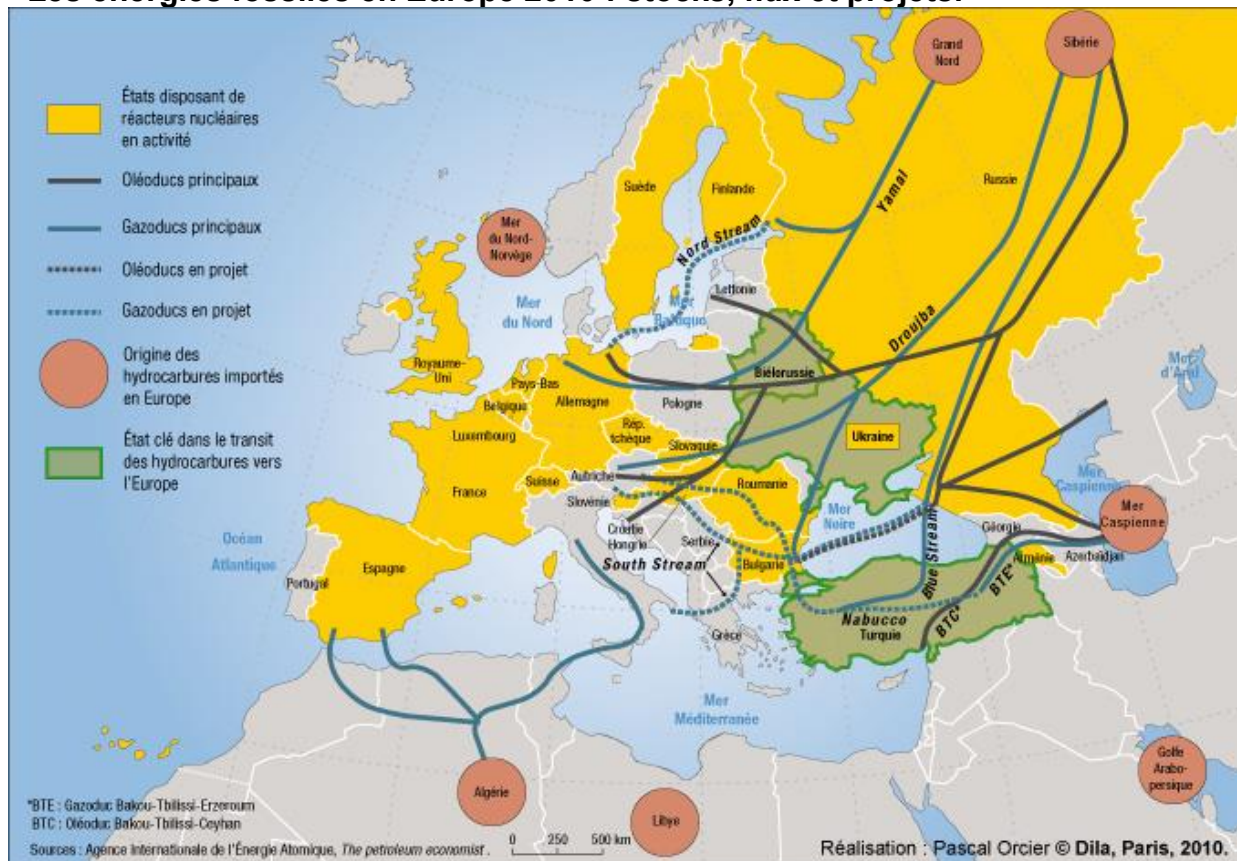 Les énergies fossiles en Europe 2010 : stocks, flux et projets.
États disposant de
réacteurs nucléaires
en activité
Oléoducs principaux
Gazoducs principaux
Oléoducs en projet
Gazoducs en projet
Origine des
hydrocarbures importés
en Europe
État clé dans le transit
des hydrocarbures vers
l'Europe
Grand
Nord
Sibérie
Mer
du Nord-
Norvège
Suède
Finlande
Russie
Yamal
Nord Stream
Lettonie
Mer
Baltique
Mer
du Nord
Droujba
Mer
d'Aral
Royaume-
Uni
Pays-Bas
Belgique
Allemagne
Pologne
Biélorussie
Luxembourg
Rép.
tchèque
Slovaquie
Ukraine
France
Suisse
Autriche
Slovénie
Roumanie
Croatie
Hongrie
Serbie
South Stream
Bulgarie
Mer
Noire
Blue Stream
Mer
Caspienne
Mer
Caspienne
Géorgie
Arménie
Azerbaïdjan
BTE*
BTC*
Nabucco
Turquie
Grèce
Océan
Atlantique
Portugal
Espagne
Mer
Méditerranée
Algérie
Libye
Golfe
Arabo-
persique
*BTE : Gazoduc Bakou-Tbilissi-Erzeroum
BTC : Oléoduc Bakou-Tbilissi-Ceyhan
0 250 500 km
Sources : Agence Internationale de l'Énergie Atomique, The petroleum economist .
Réalisation : Pascal Orcier © Dila, Paris, 2010.